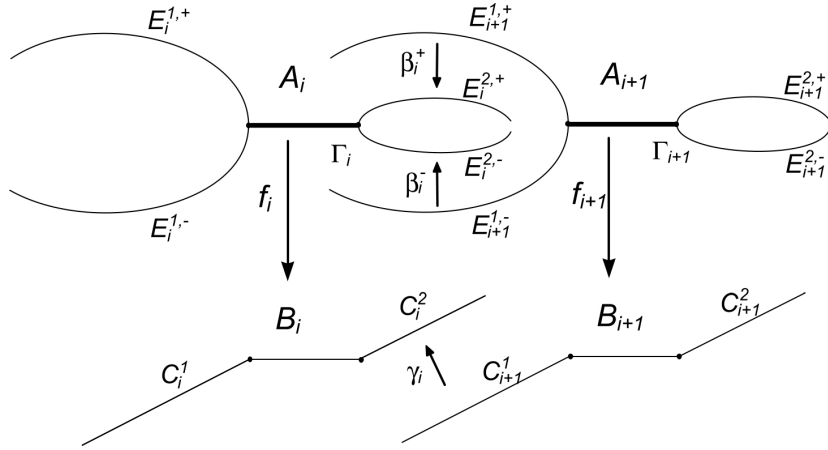 E_i^{1,+} E_{i+1}^{1,+}
A_i β_i^+ A_{i+1}
E_i^{2,+} E_{i+1}^{2,+}
Γ_i Γ_{i+1}
E_i^{2,-} E_{i+1}^{2,-}
f_i β_i^- f_{i+1}
E_i^{1,-} E_{i+1}^{1,-}
B_i C_i^2 B_{i+1} C_{i+1}^2
C_i^1 γ_i C_{i+1}^1